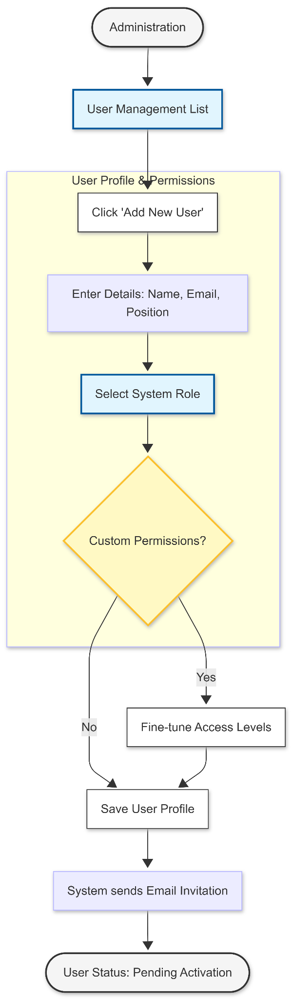 Administration
User Management List
User Profile & Permissions
Click 'Add New User'
Enter Details: Name, Email,
Position
Select System Role
Custom Permissions?
Yes
No
Fine-tune Access Levels
Save User Profile
System sends Email Invitation
User Status: Pending Activation